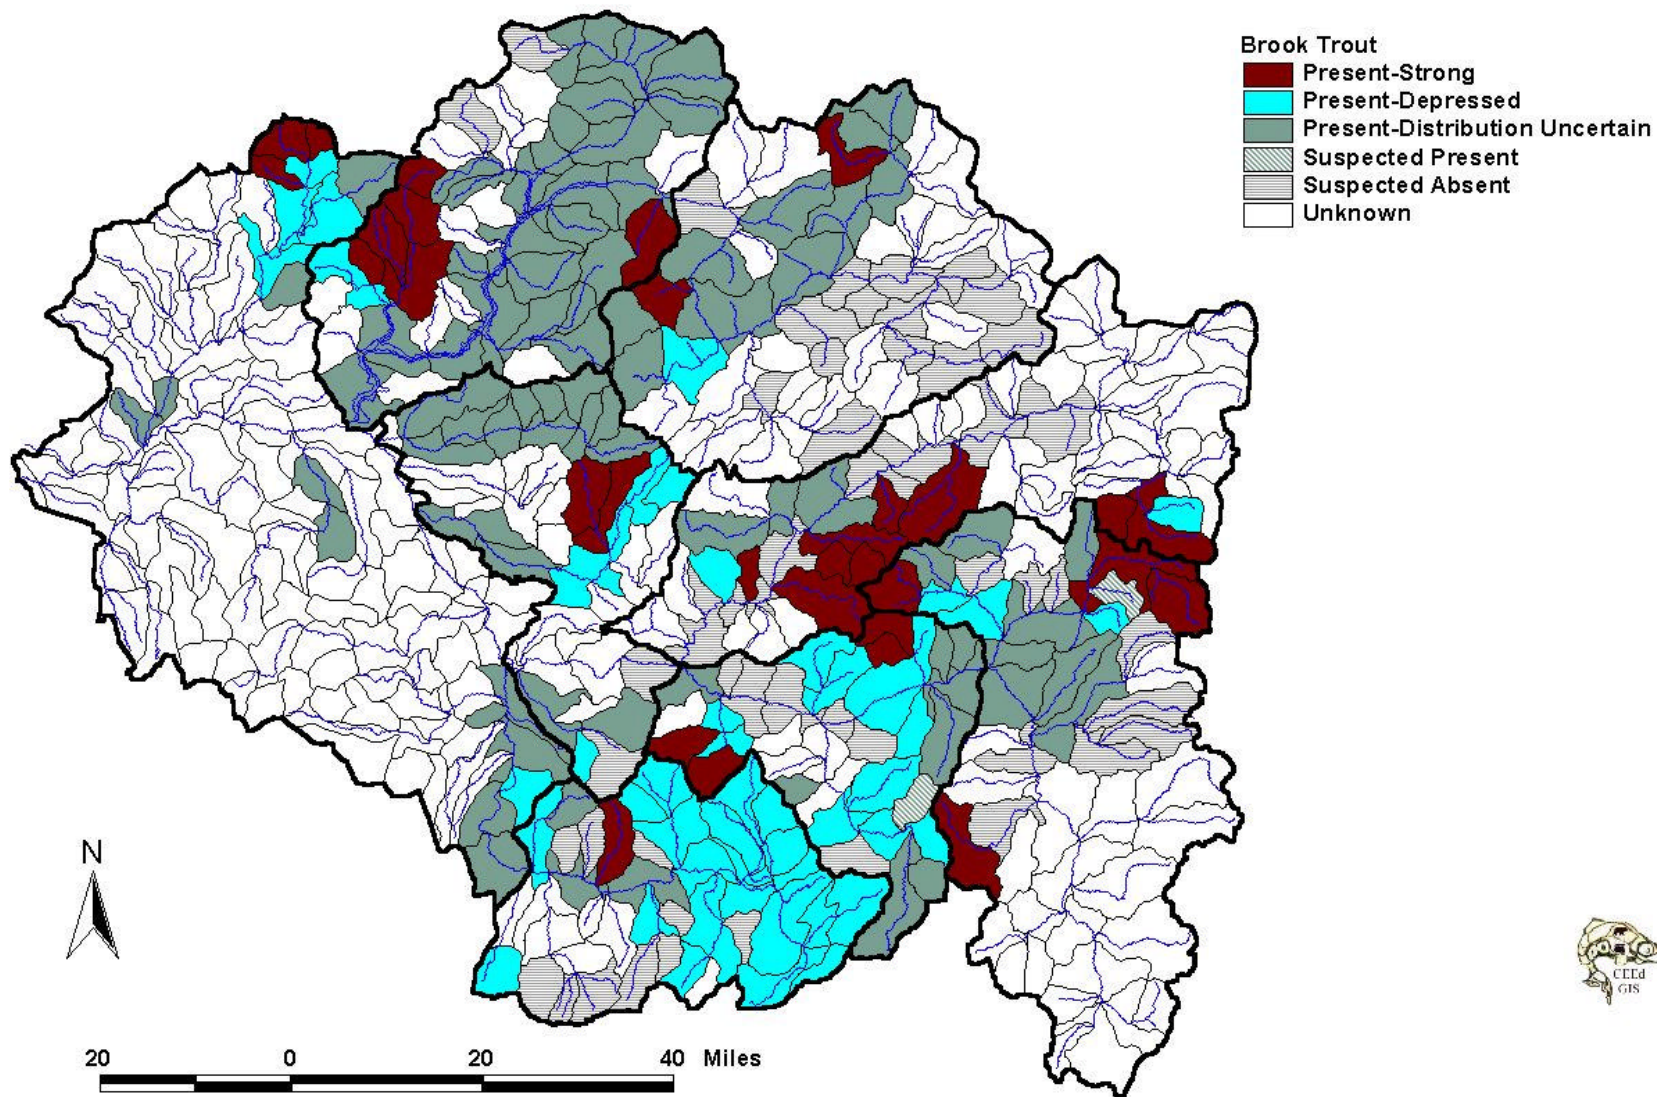 Brook Trout
Present-Strong
Present-Depressed
Present-Distribution Uncertain
Suspected Present
Suspected Absent
Unknown
N
CEEd
GIS
20 0 20 40 Miles